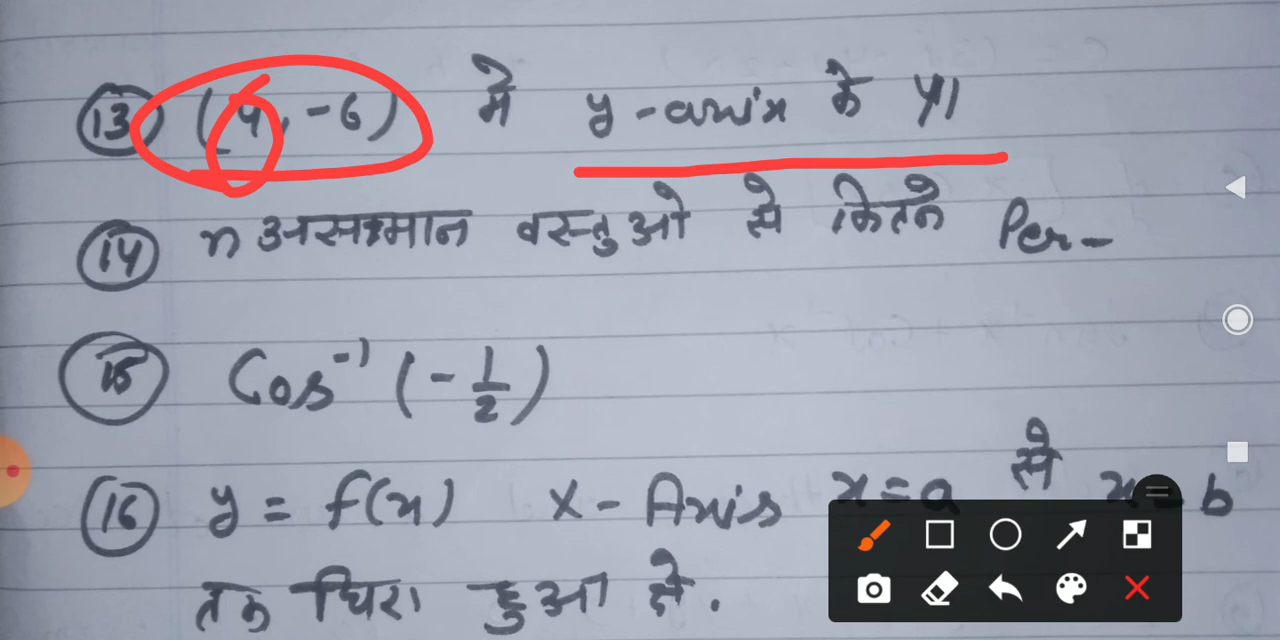 13 (4, -6) में y-axis के
14 n असमान वस्तुओ से कितने Per-
15 Cos⁻¹ (-1/2)
16 y = f(x) X-Axis x=a से x=b
तक घिरा हुआ से.